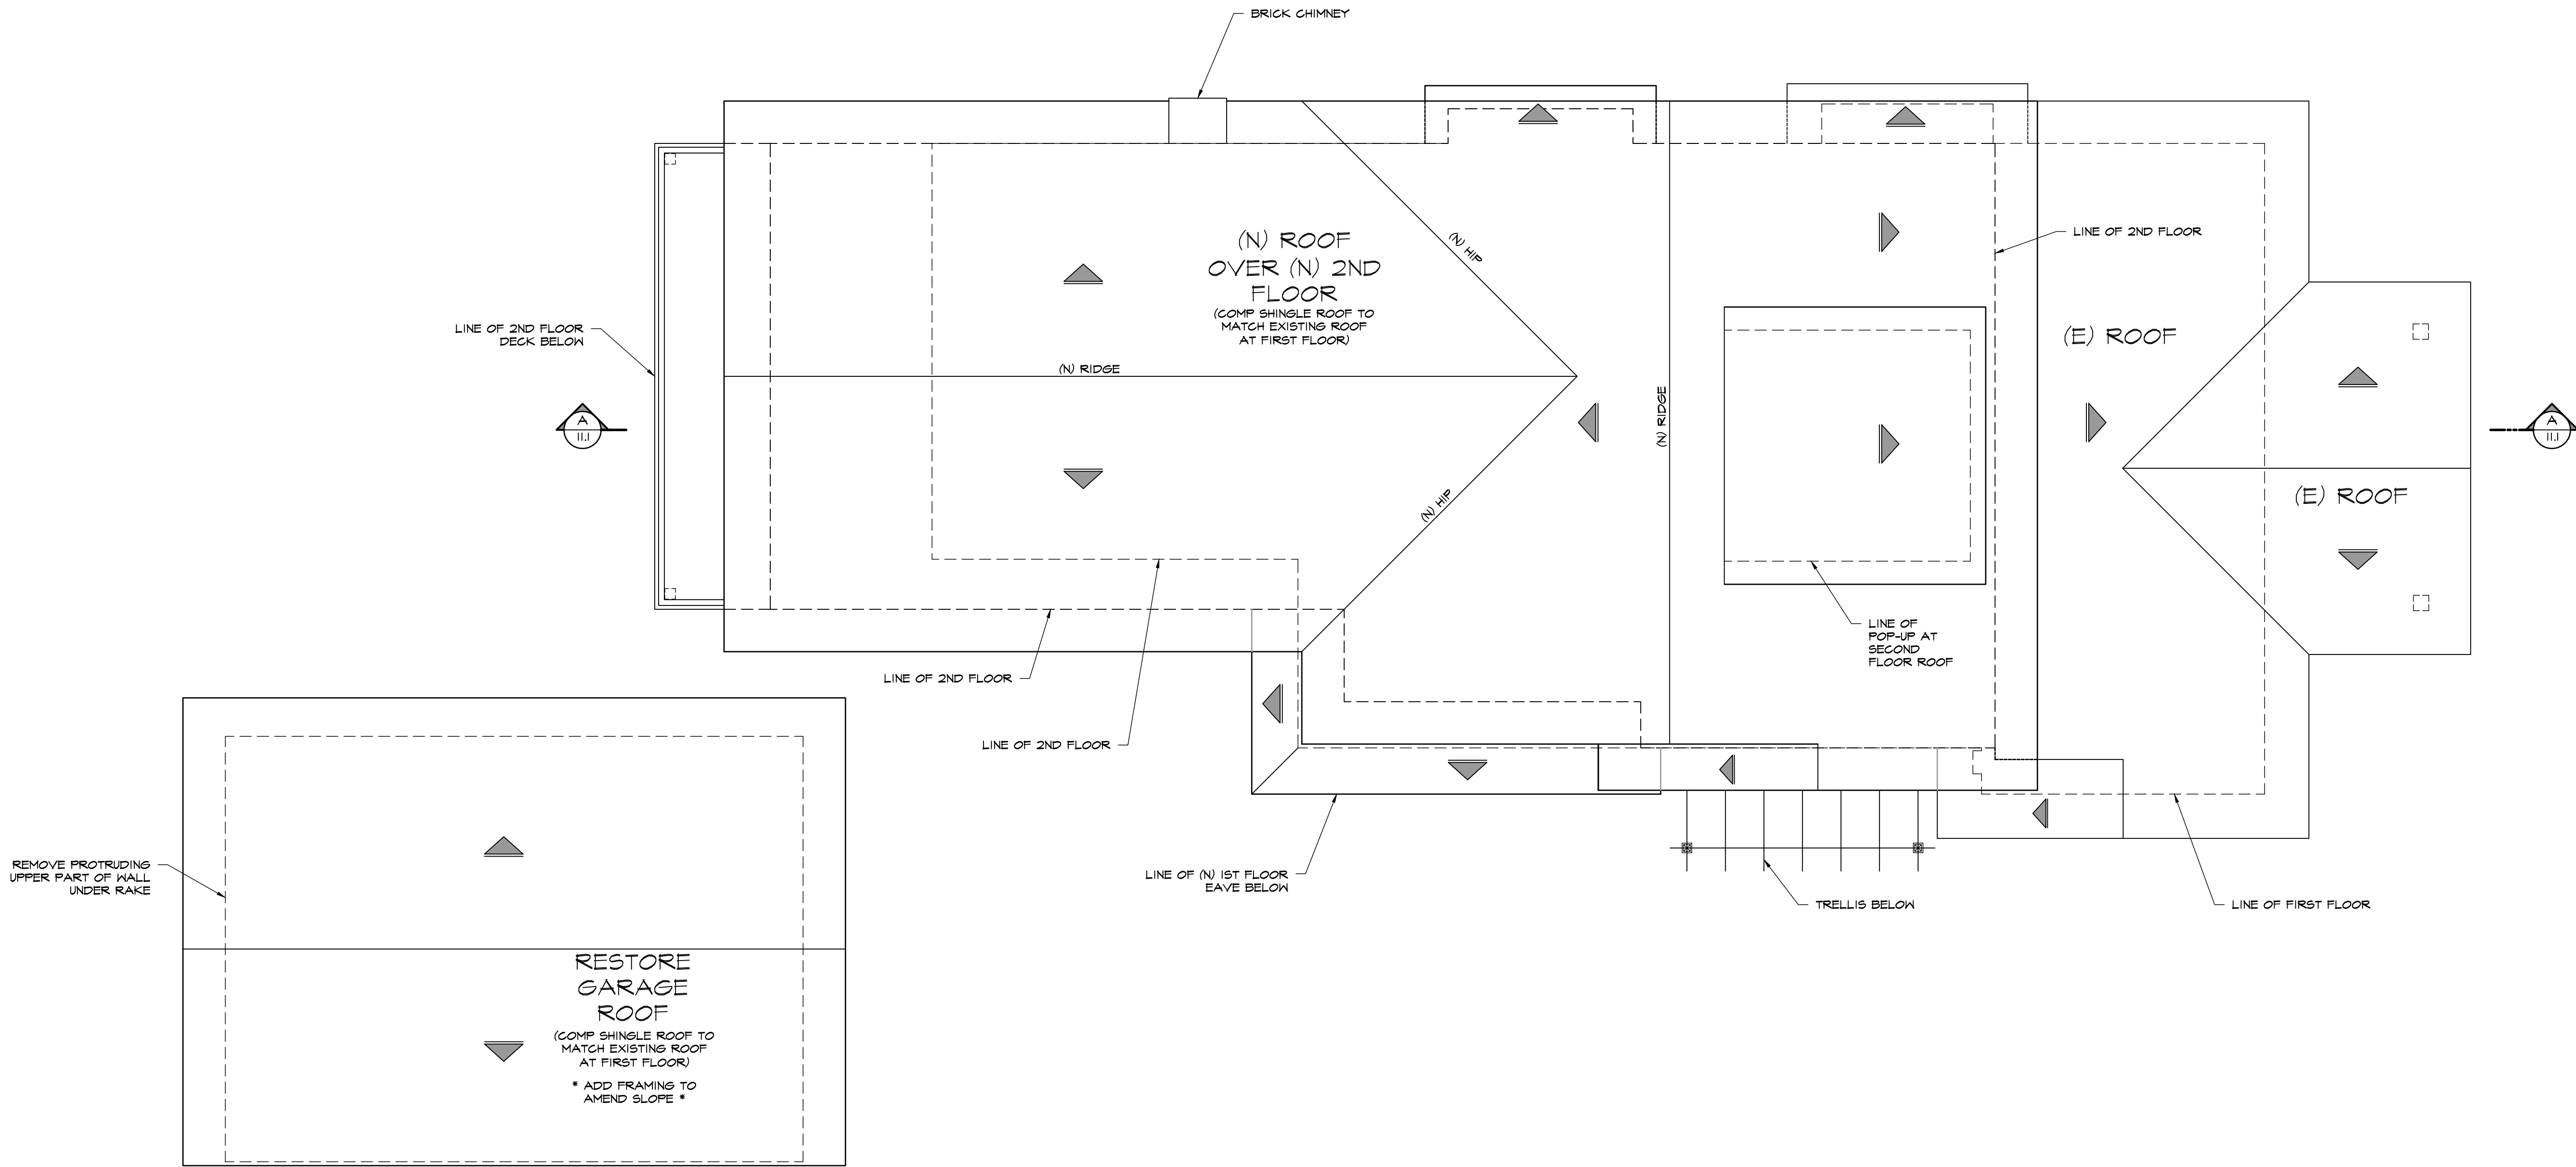 BRICK CHIMNEY
(N) ROOF
OVER (N) 2ND
FLOOR
(COMP SHINGLE ROOF TO
MATCH EXISTING ROOF
AT FIRST FLOOR)
(N) HIP
LINE OF 2ND FLOOR
LINE OF 2ND FLOOR
DECK BELOW
(E) ROOF
(N) RIDGE
(N) RIDGE
A
11.1
A
11.1
(N) HIP
(E) ROOF
LINE OF
POP-UP AT
SECOND
FLOOR ROOF
LINE OF 2ND FLOOR
LINE OF 2ND FLOOR
REMOVE PROTRUDING
UPPER PART OF WALL
UNDER RAKE
LINE OF (N) 1ST FLOOR
EAVE BELOW
TRELLIS BELOW
LINE OF FIRST FLOOR
RESTORE
GARAGE
ROOF
(COMP SHINGLE ROOF TO
MATCH EXISTING ROOF
AT FIRST FLOOR)
* ADD FRAMING TO
AMEND SLOPE *